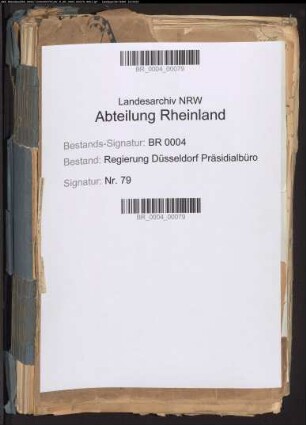 BR_0004_00079
Landesarchiv NRW
Abteilung Rheinland
Bestands-Signatur: BR 0004
Bestand: Regierung Düsseldorf Präsidialbüro
Signatur: Nr. 79
BR_0004_00079